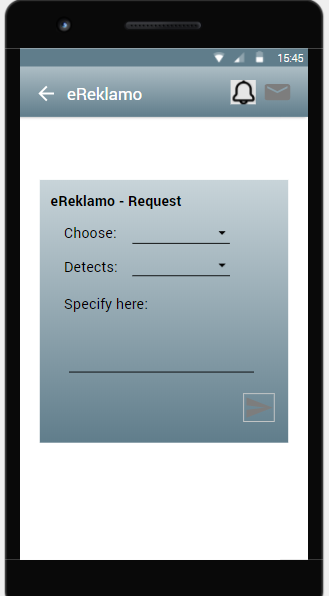 15:45
eReklamo
eReklamo - Request
Choose:
Detects:
Specify here: